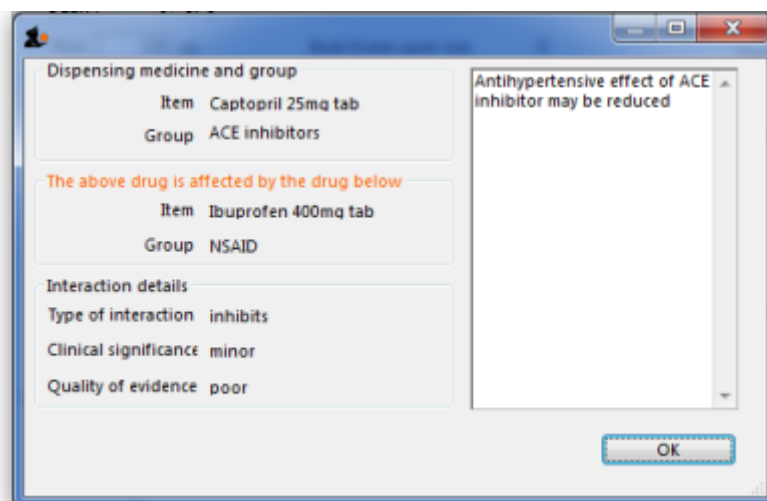 Dispensing medicine and group
Item Captopril 25mg tab
Group ACE inhibitors
The above drug is affected by the drug below
Item Ibuprofen 400mg tab
Group NSAID
Interaction details
Type of interaction inhibits
Clinical significance minor
Quality of evidence poor
Antihypertensive effect of ACE
inhibitor may be reduced
OK